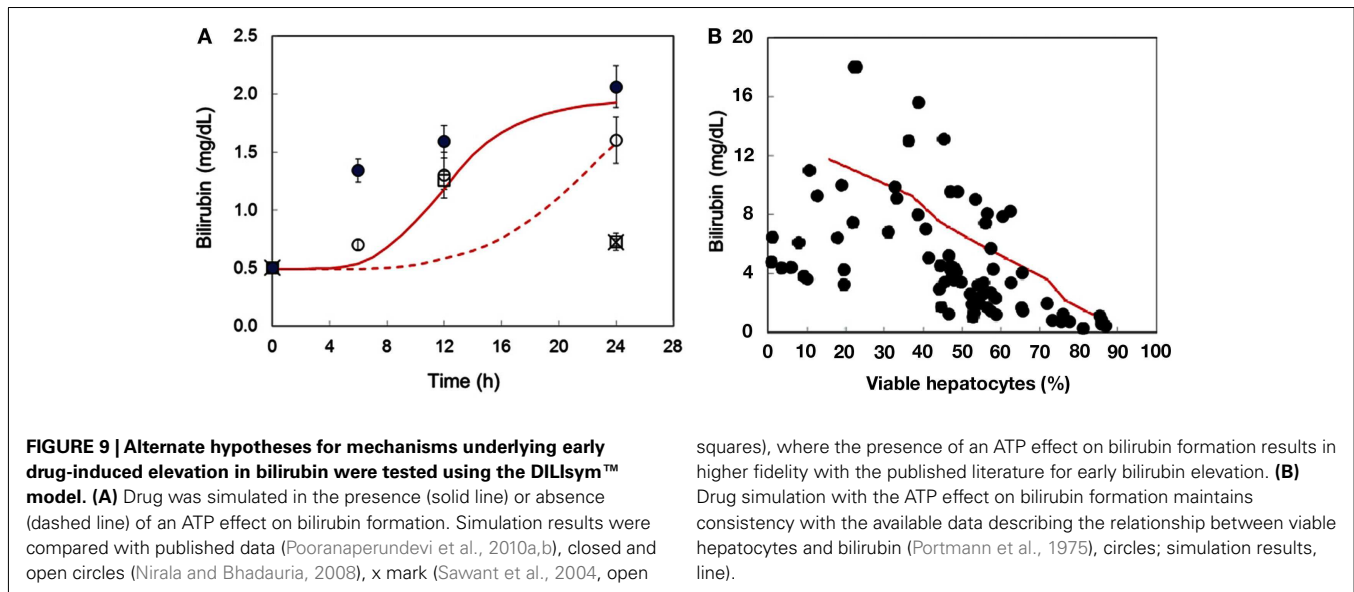 A
2.5
2.0
1.5
1.0
0.5
0.0
Bilirubin (mg/dL)
0 4 8 12 16 20 24 28
Time (h)
B
20
16
12
8
4
0
Bilirubin (mg/dL)
0 10 20 30 40 50 60 70 80 90 100
Viable hepatocytes (%)
FIGURE 9 | Alternate hypotheses for mechanisms underlying early
drug-induced elevation in bilirubin were tested using the DILIsym™
model. (A) Drug was simulated in the presence (solid line) or absence
(dashed line) of an ATP effect on bilirubin formation. Simulation results were
compared with published data (Pooranaperundevi et al., 2010a,b), closed and
open circles (Nirala and Bhadauria, 2008), x mark (Sawant et al., 2004, open
squares), where the presence of an ATP effect on bilirubin formation results in
higher fidelity with the published literature for early bilirubin elevation. (B)
Drug simulation with the ATP effect on bilirubin formation maintains
consistency with the available data describing the relationship between viable
hepatocytes and bilirubin (Portmann et al., 1975), circles; simulation results,
line).